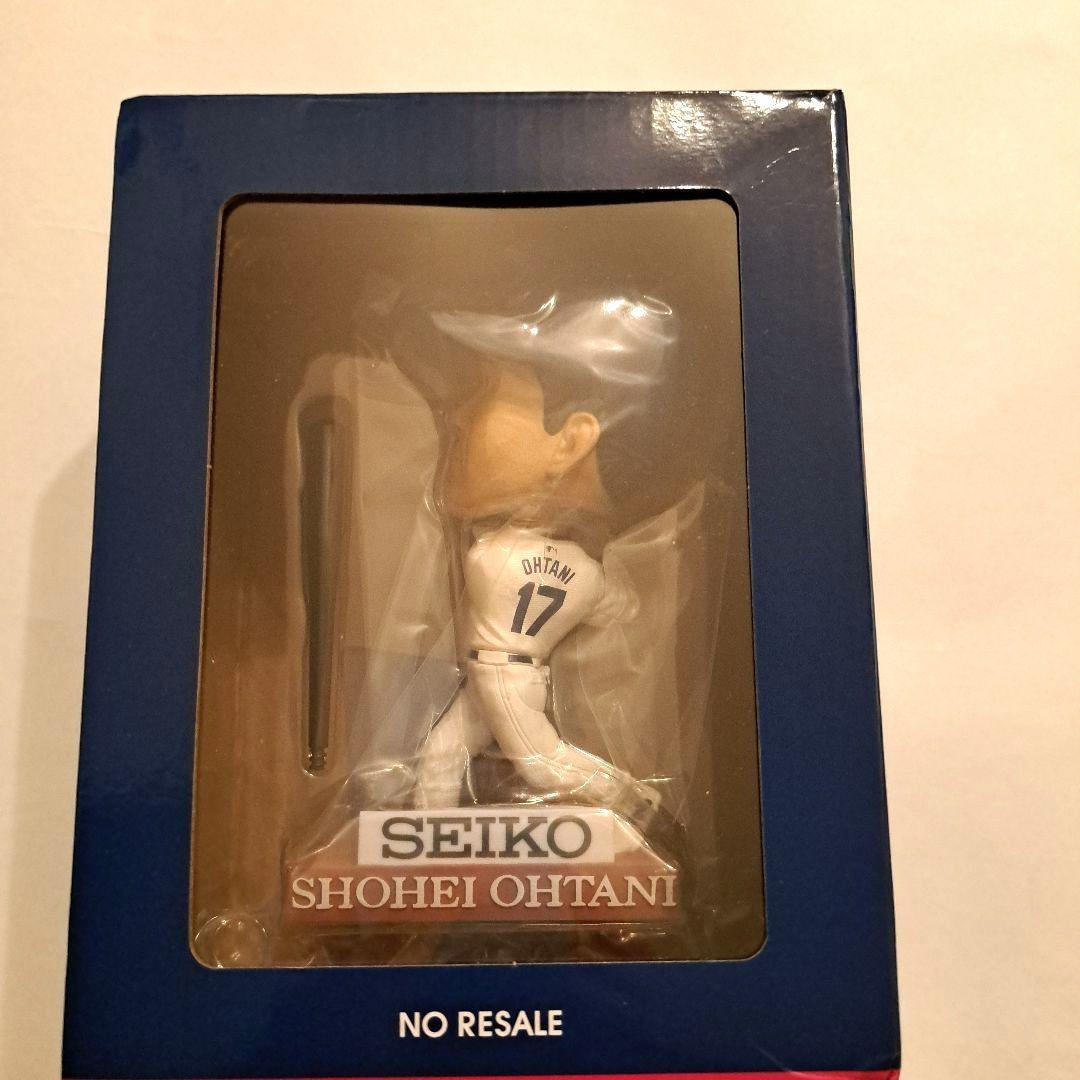 OHTANI
17
SEIKO
SHOHEI OHTANI
NO RESALE